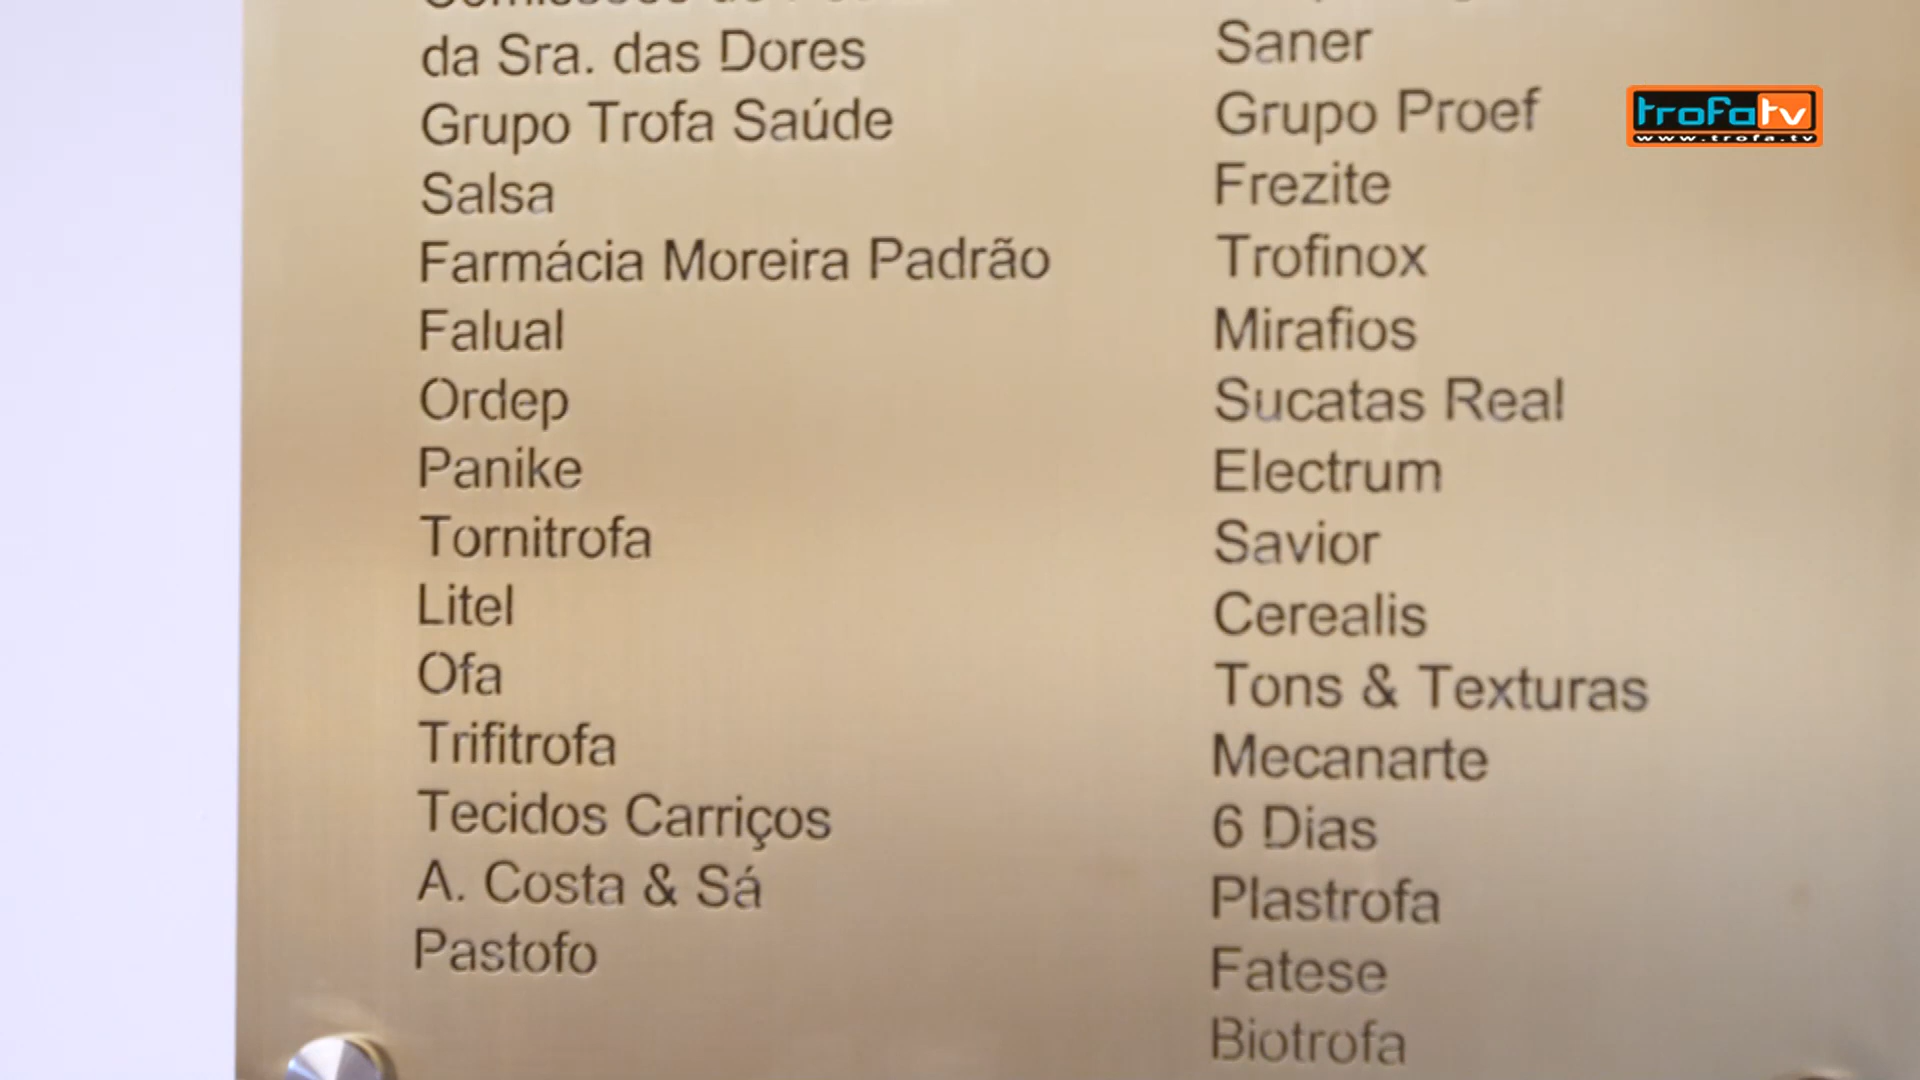 da Sra. das Dores
Grupo Trofa Saúde
Salsa
Farmácia Moreira Padrão
Falual
Ordep
Panike
Tornitrofa
Litel
Ofa
Trifitrofa
Tecidos Carriços
A. Costa & Sá
Pastofo
Saner
Grupo Proef
Frezite
Trofinox
Mirafios
Sucatas Real
Electrum
Savior
Cerealis
Tons & Texturas
Mecanarte
6 Dias
Plastrofa
Fatese
Biotrofa
trofatv
www.trofa.tv